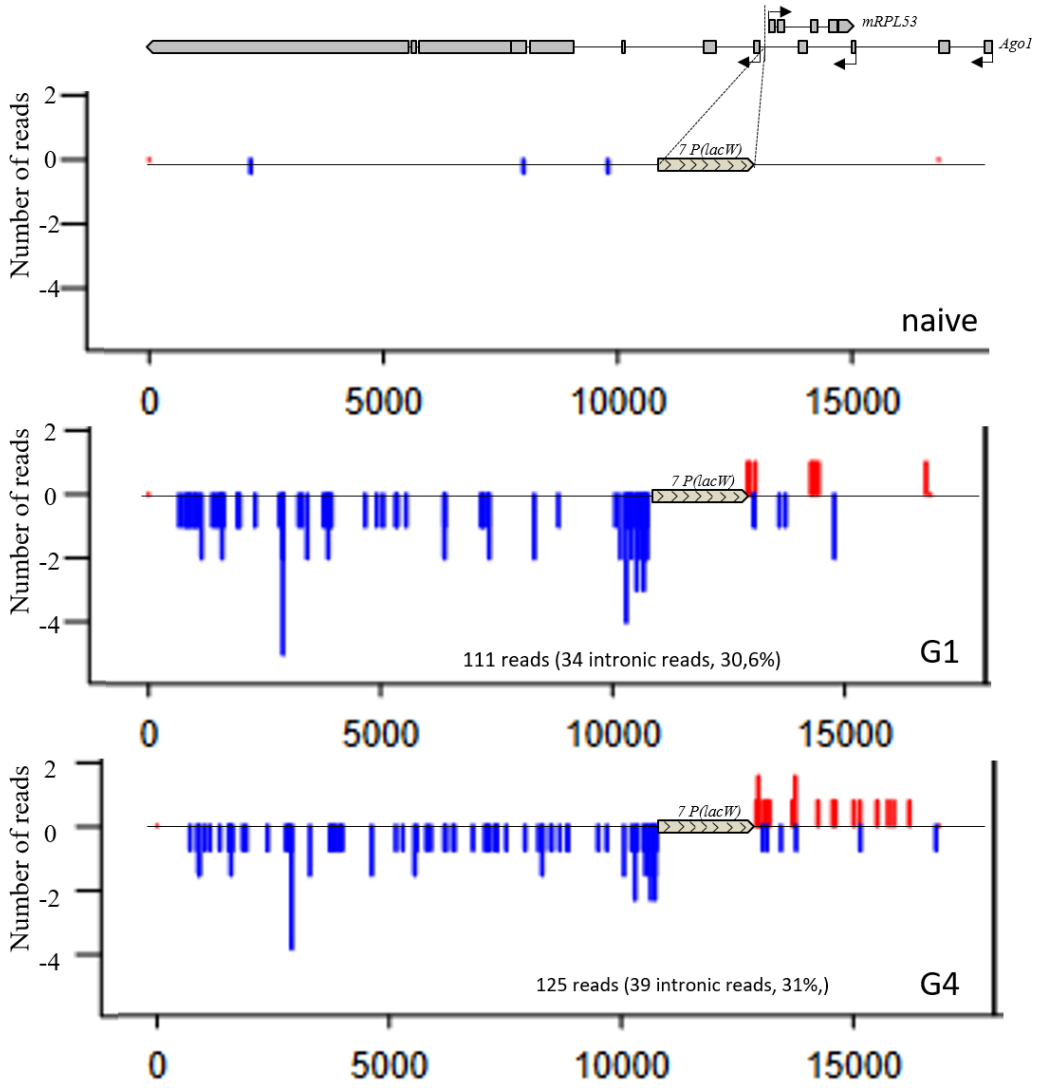 mRPL53
Ago1
Number of reads
2
0
-2
-4
7 P(lacW)
naive
0 5000 10000 15000
Number of reads
2
0
-2
-4
7 P(lacW)
111 reads (34 intronic reads, 30,6%)
G1
0 5000 10000 15000
Number of reads
2
0
-2
-4
7 P(lacW)
125 reads (39 intronic reads, 31%,)
G4
0 5000 10000 15000